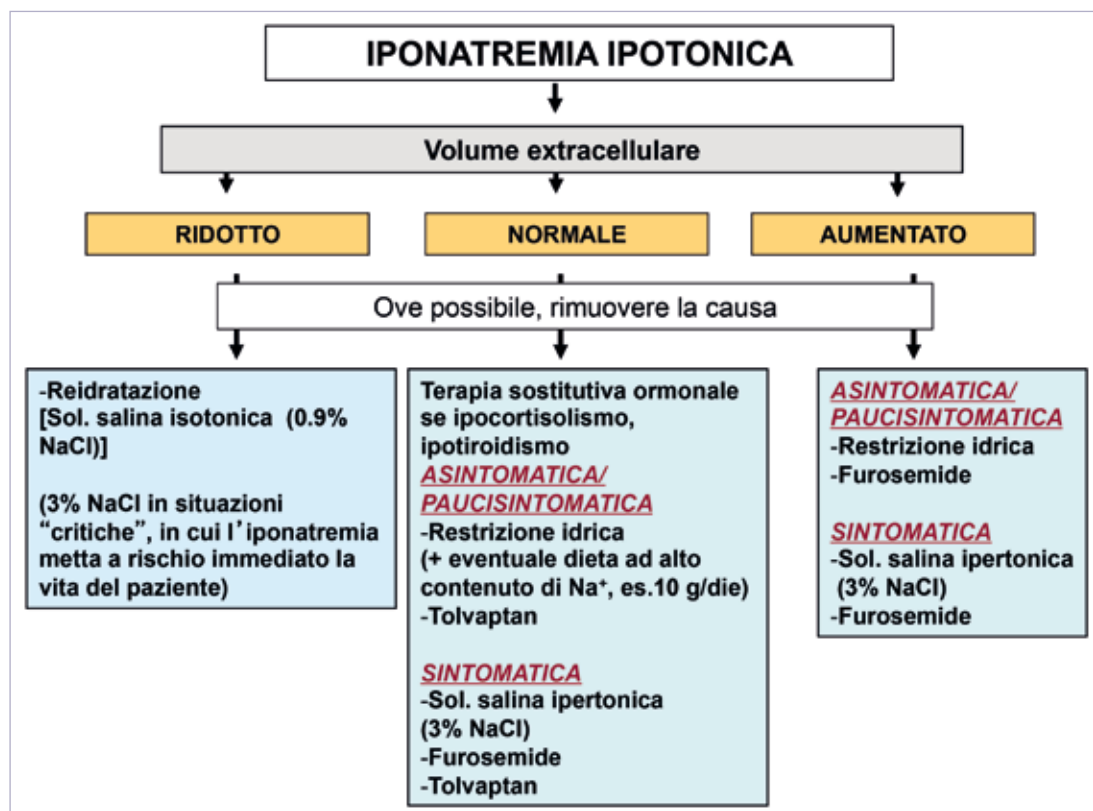 IPONATREMIA IPOTONICA
Volume extracellulare
RIDOTTO
NORMALE
AUMENTATO
Ove possibile, rimuovere la causa
-Reidratazione
[Sol. salina isotonica (0.9%
NaCl)]
(3% NaCl in situazioni
“critiche”, in cui l’iponatremia
metta a rischio immediato la
vita del paziente)
Terapia sostitutiva ormonale
se ipocortisolismo,
ipotiroidismo
ASINTOMATICA/
PAUCISINTOMATICA
-Restrizione idrica
(+ eventuale dieta ad alto
contenuto di Na⁺, es.10 g/die)
-Tolvaptan
SINTOMATICA
-Sol. salina ipertonica
(3% NaCl)
-Furosemide
-Tolvaptan
ASINTOMATICA/
PAUCISINTOMATICA
-Restrizione idrica
-Furosemide
SINTOMATICA
-Sol. salina ipertonica
(3% NaCl)
-Furosemide